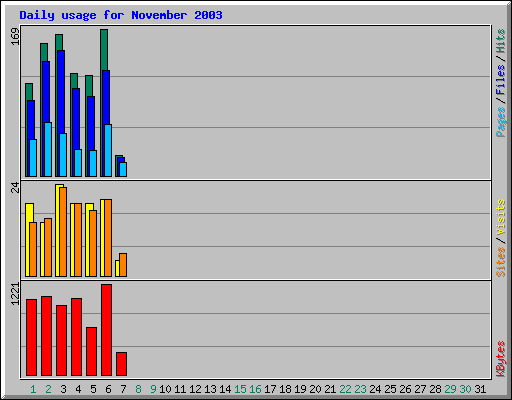 Daily usage for November 2003
169
24
1221
Pages / Files / Hits
Sites / Visits
KBytes
1 2 3 4 5 6 7 8 9 10 11 12 13 14 15 16 17 18 19 20 21 22 23 24 25 26 27 28 29 30 31